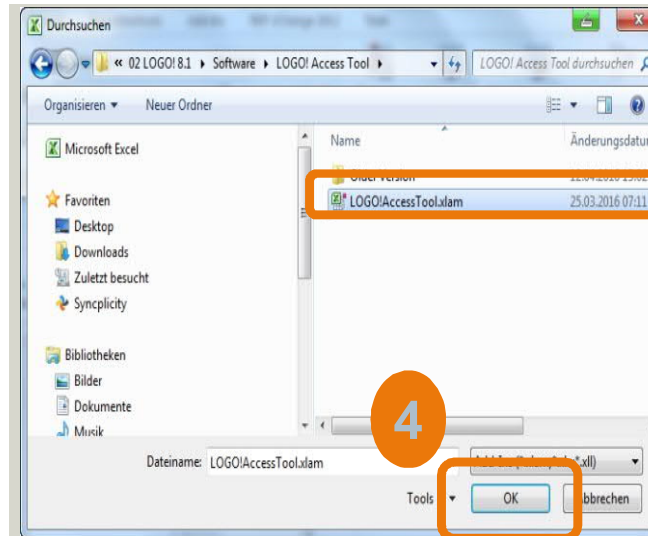 Durchsuchen
« 02 LOGO! 8.1 ▸ Software ▸ LOGO! Access Tool ▸ LOGO! Access Tool durchsuchen
Organisieren Neuer Ordner
Microsoft Excel
Favoriten
Desktop
Downloads
Zuletzt besucht
Syncplicity
Bibliotheken
Bilder
Dokumente
Musik
Name Änderungsdatum
Older version
LOGO!AccessTool.xlam 25.03.2016 07:11
4
Dateiname: LOGO!AccessTool.xlam
Tools OK Abbrechen